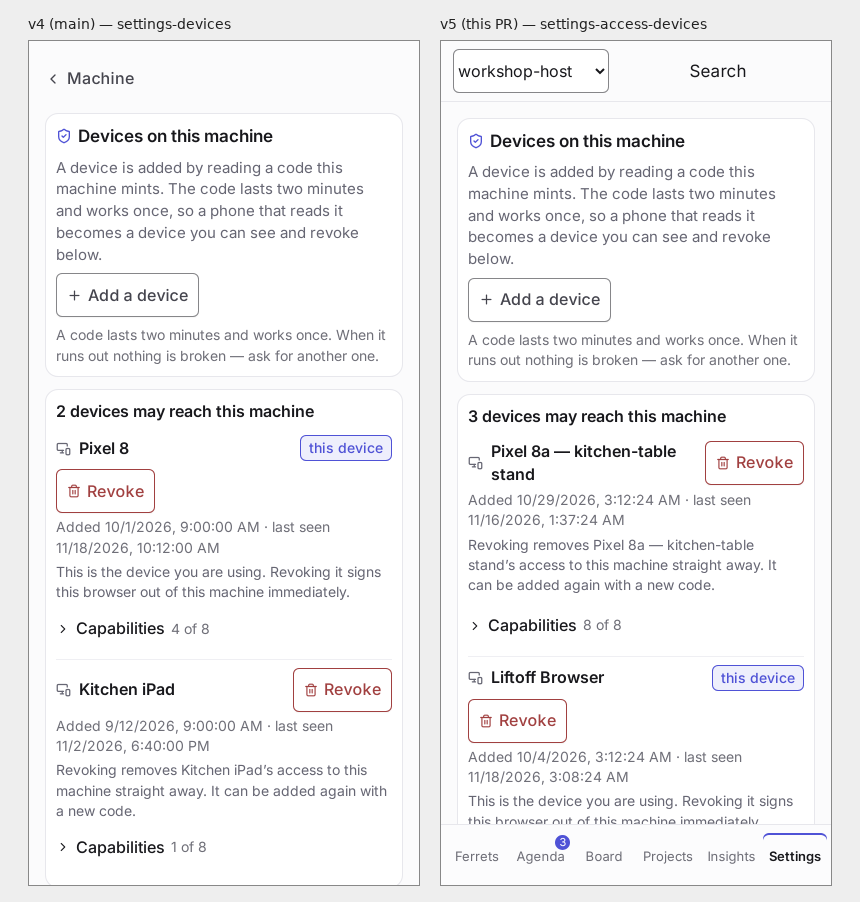 v4 (main) — settings-devices
Machine
Devices on this machine
A device is added by reading a code this
machine mints. The code lasts two minutes
and works once, so a phone that reads it
becomes a device you can see and revoke
below.
Add a device
A code lasts two minutes and works once. When it
runs out nothing is broken — ask for another one.
2 devices may reach this machine
Pixel 8
this device
Revoke
Added 10/1/2026, 9:00:00 AM · last seen
11/18/2026, 10:12:00 AM
This is the device you are using. Revoking it signs
this browser out of this machine immediately.
Capabilities 4 of 8
Kitchen iPad
Revoke
Added 9/12/2026, 9:00:00 AM · last seen
11/2/2026, 6:40:00 PM
Revoking removes Kitchen iPad’s access to this
machine straight away. It can be added again with
a new code.
Capabilities 1 of 8
v5 (this PR) — settings-access-devices
workshop-host
Search
Devices on this machine
A device is added by reading a code this
machine mints. The code lasts two minutes
and works once, so a phone that reads it
becomes a device you can see and revoke
below.
Add a device
A code lasts two minutes and works once. When it
runs out nothing is broken — ask for another one.
3 devices may reach this machine
Pixel 8a — kitchen-table
stand
Revoke
Added 10/29/2026, 3:12:24 AM · last seen
11/16/2026, 1:37:24 AM
Revoking removes Pixel 8a — kitchen-table
stand’s access to this machine straight away. It
can be added again with a new code.
Capabilities 8 of 8
Liftoff Browser
this device
Revoke
Added 10/4/2026, 3:12:24 AM · last seen
11/18/2026, 3:08:24 AM
This is the device you are using. Revoking it signs
this browser out of this machine immediately.
3
Ferrets Agenda Board Projects Insights Settings